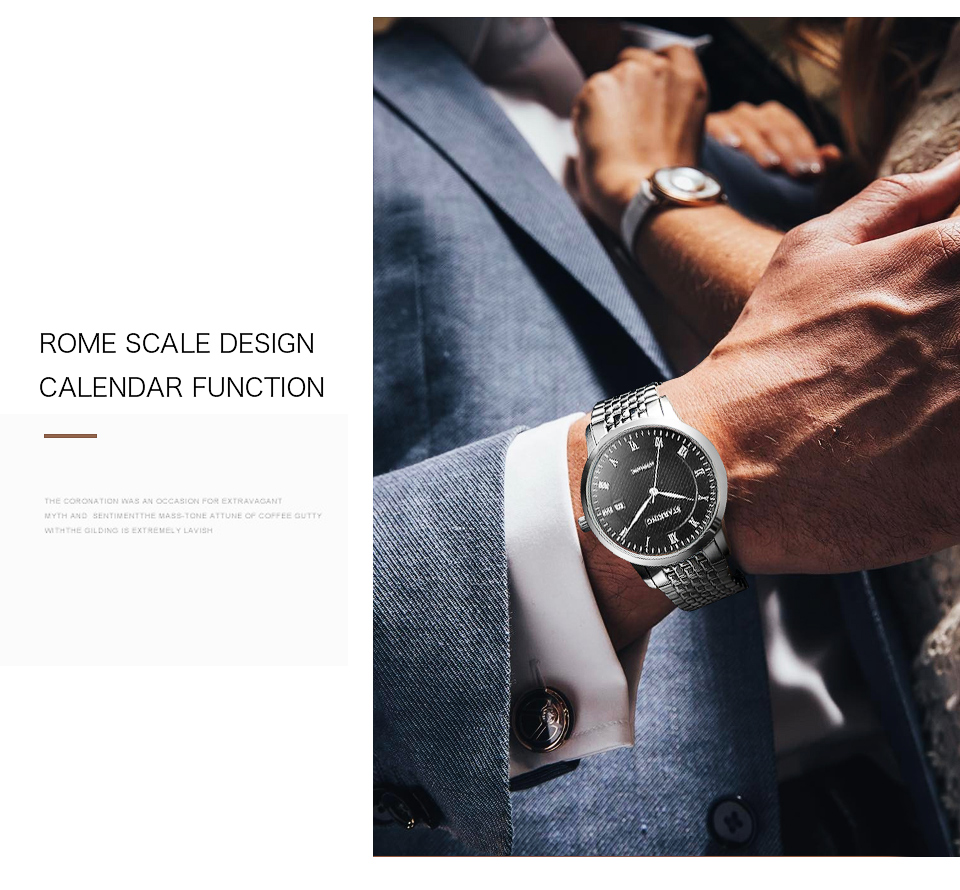 ROME SCALE DESIGN
CALENDAR FUNCTION
THE CORONATION WAS AN OCCASION FOR EXTRAVAGANT
MYTH AND SENTIMENTTHE MASS-TONE ATTUNE OF COFFEE GUTTY
WITHTHE GILDING IS EXTREMELY LAVISH
STARKING